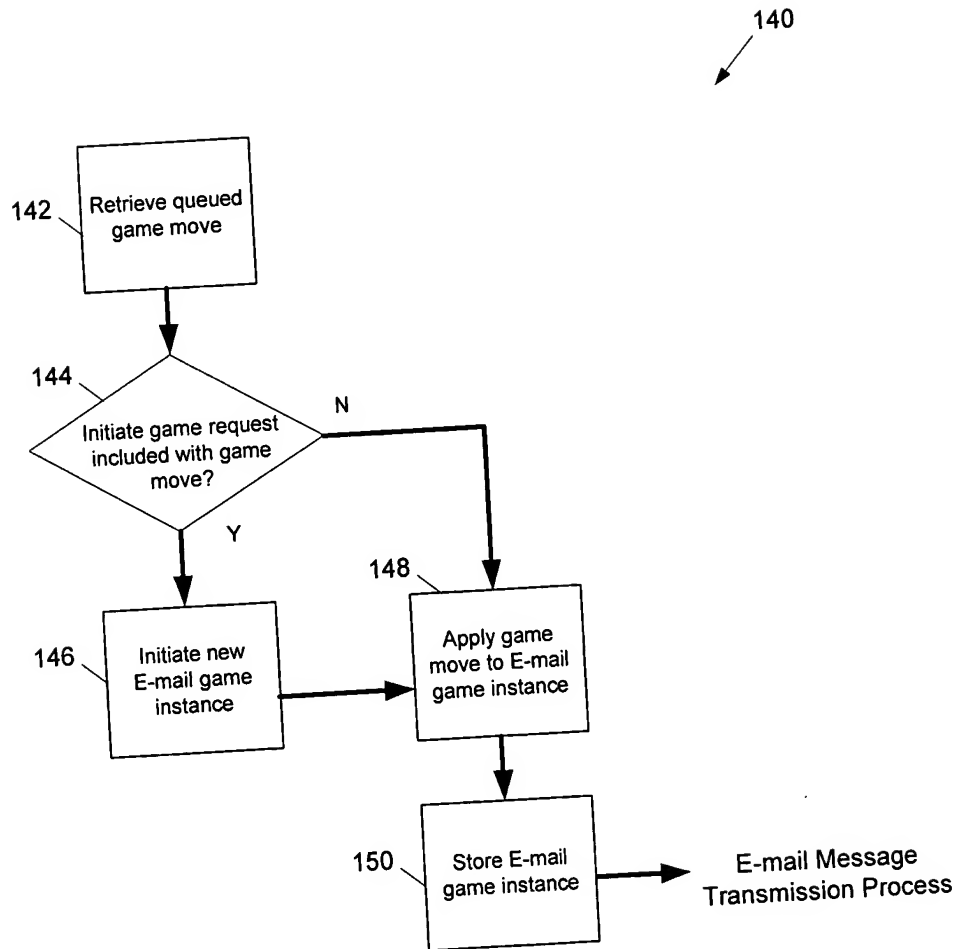 140
142
Retrieve queued
game move
144
Initiate game request
included with game
move?
N
Y
146
Initiate new
E-mail game
instance
148
Apply game
move to E-mail
game instance
150
Store E-mail
game instance
E-mail Message
Transmission Process